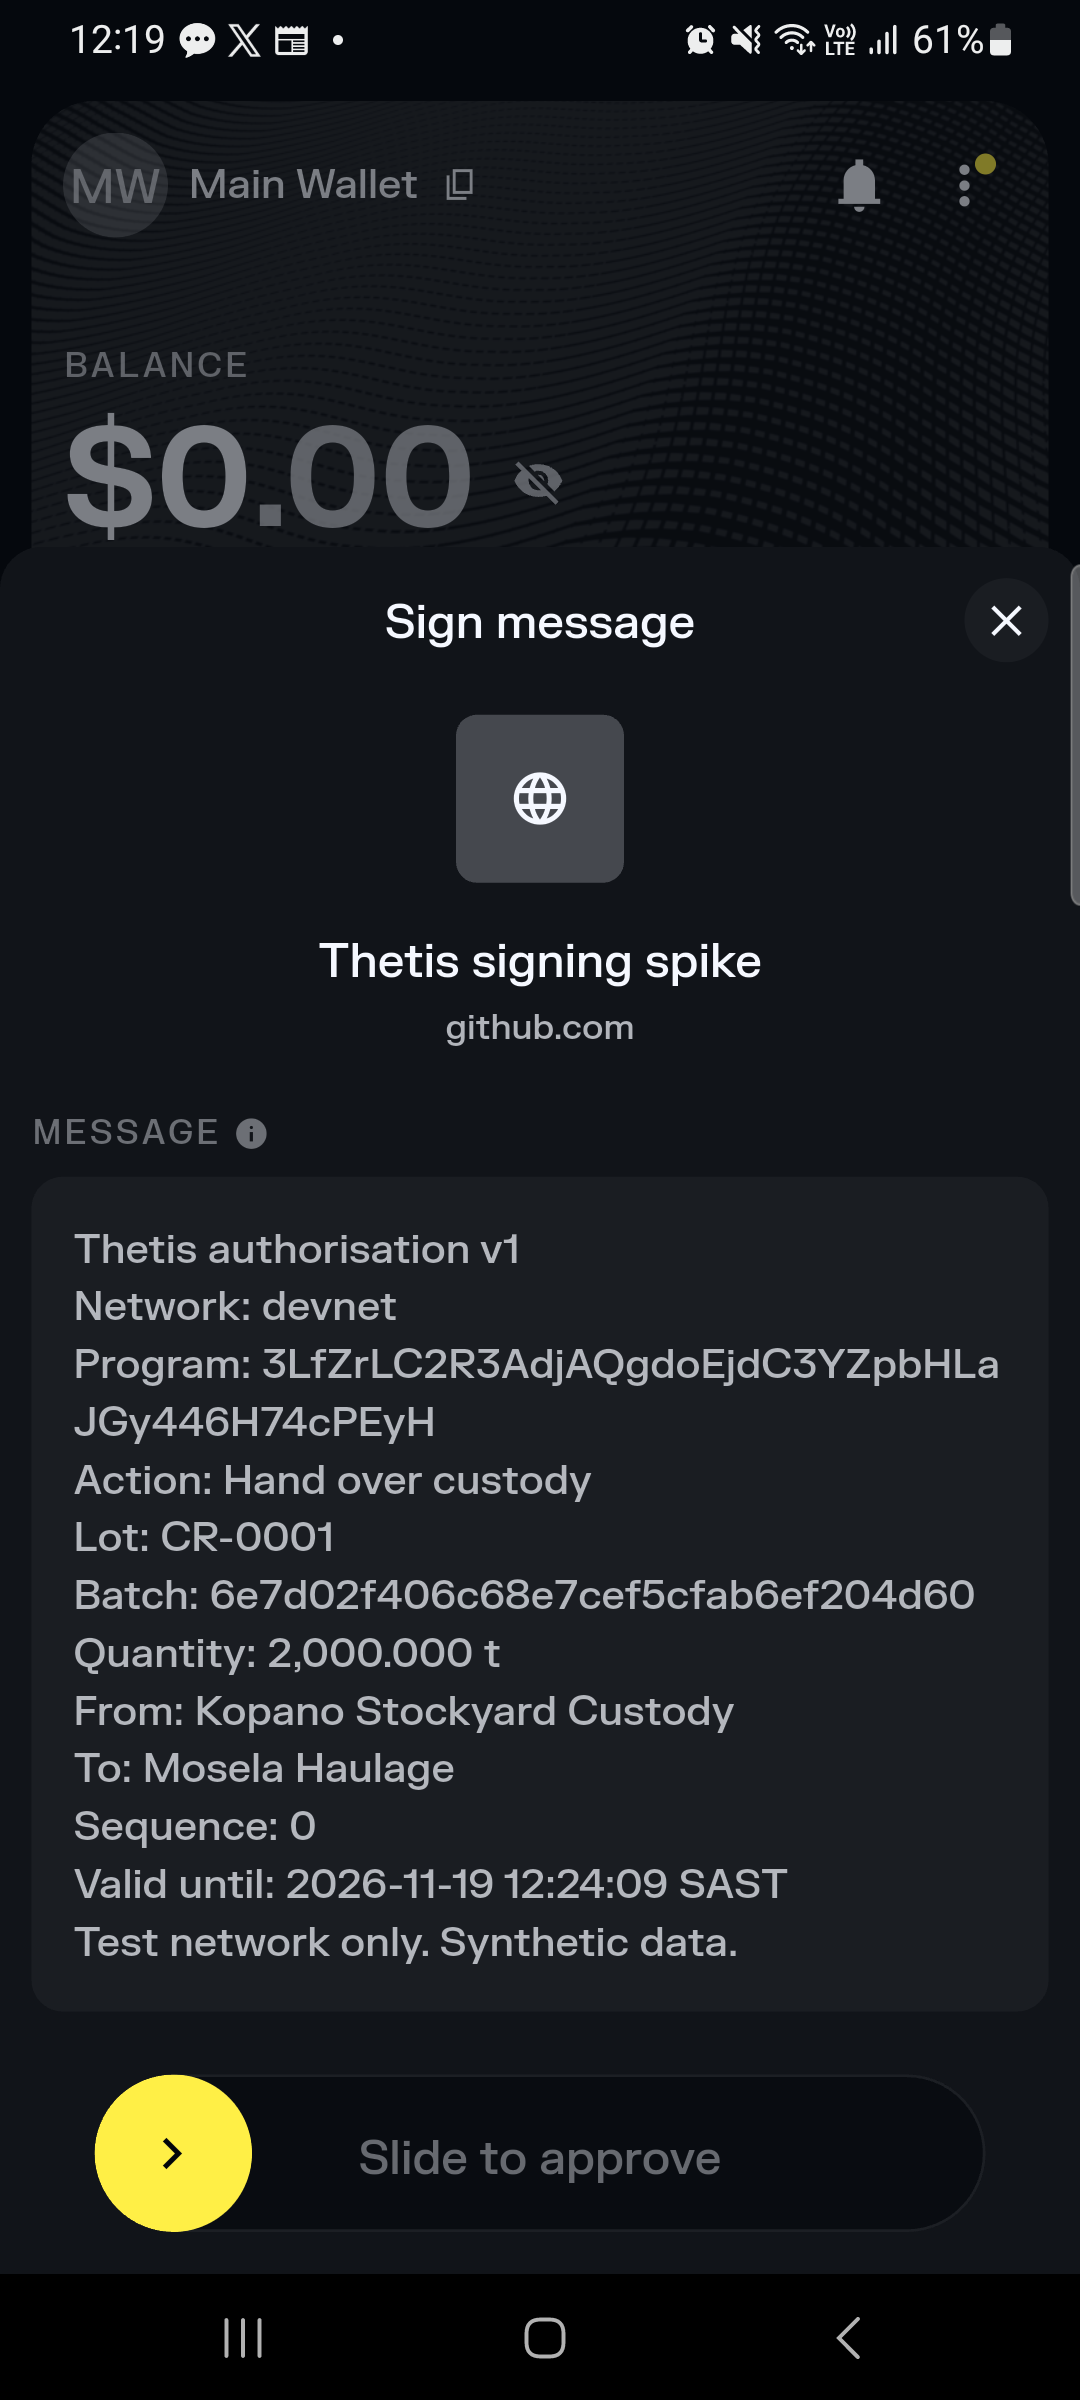 12:19
Vo)) LTE
61%
MW
Main Wallet
BALANCE
$0.00
Sign message
Thetis signing spike
github.com
MESSAGE
Thetis authorisation v1
Network: devnet
Program: 3LfZrLC2R3AdjAQgdoEjdC3YZpbHLa
JGy446H74cPEyH
Action: Hand over custody
Lot: CR-0001
Batch: 6e7d02f406c68e7cef5cfab6ef204d60
Quantity: 2,000.000 t
From: Kopano Stockyard Custody
To: Mosela Haulage
Sequence: 0
Valid until: 2026-11-19 12:24:09 SAST
Test network only. Synthetic data.
Slide to approve